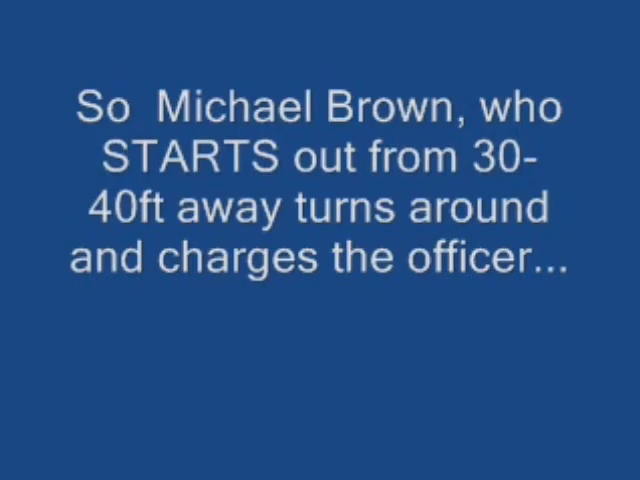 So  Michael Brown, who
STARTS out from 30-
40ft away turns around
and charges the officer...